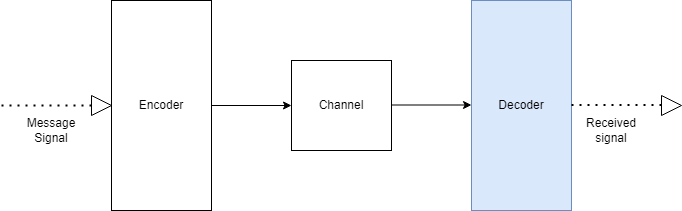 Message
Signal
Encoder
Channel
Decoder
Received
signal